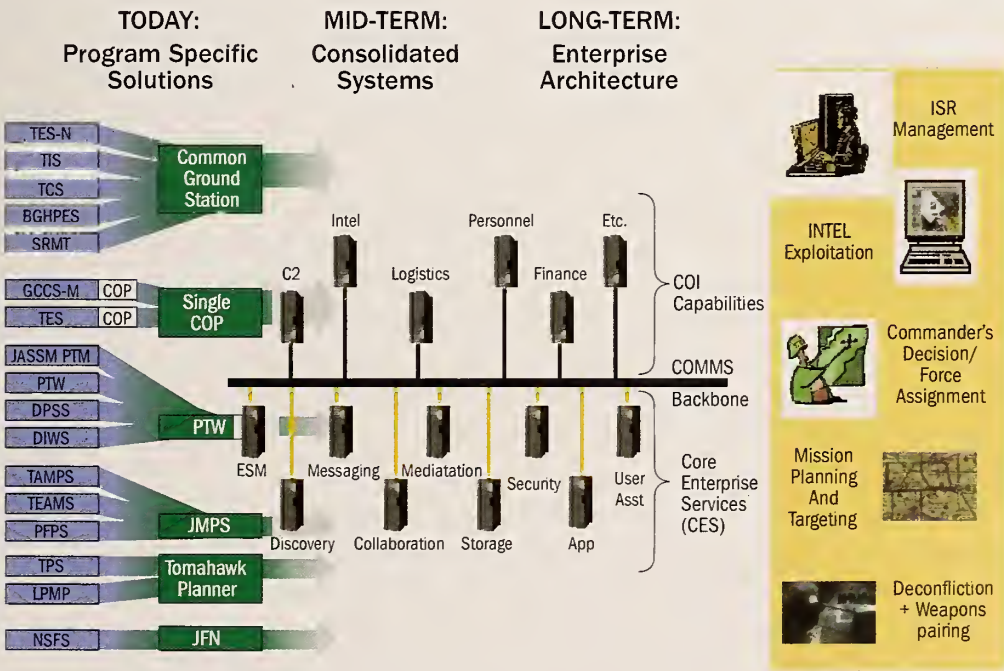 TODAY:
Program Specific
Solutions
MID-TERM:
Consolidated
Systems
LONG-TERM:
Enterprise
Architecture
TES-N
TIS
TCS
BGHPES
SRMT
Common
Ground
Station
GCCS-M COP
TES COP
Single
COP
JASSM PTM
PTW
DPSS
DIWS
PTW
TAMPS
TEAMS
PFPS
JMPS
TPS
LPMP
Tomahawk
Planner
NSFS
JFN
C2
Intel
Logistics
Personnel
Finance
Etc.
COI
Capabilities
COMMS
Backbone
ESM
Discovery
Messaging
Collaboration
Mediatation
Storage
Security
App
User
Asst
Core
Enterprise
Services
(CES)
ISR
Management
INTEL
Exploitation
Commander's
Decision/
Force
Assignment
Mission
Planning
And
Targeting
Deconfliction
+ Weapons
pairing